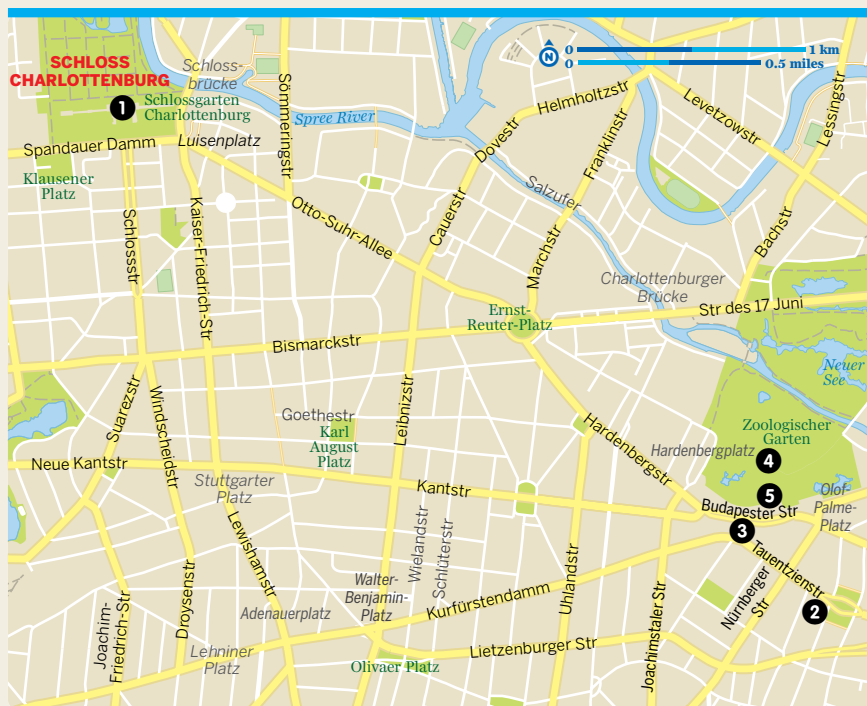 SCHLOSS
CHARLOTTENBURG
1
Schlossgarten
Charlottenburg
Schloss-
brücke
Sömmeringstr
Spree River
N
0
1 km
0
0.5 miles
Helmholtzstr
Dovestr
Franklinstr
Levetzowstr
Lessingstr
Spandauer Damm
Luisenplatz
Klausener
Platz
Schlossstr
Kaiser-Friedrich-Str
Otto-Suhr-Allee
Cauerstr
Salzufer
Marchstr
Bachstr
Charlottenburger
Brücke
Str des 17 Juni
Ernst-
Reuter-Platz
Bismarckstr
Neuer
See
Suarezstr
Windscheidstr
Goethestr
Karl
August
Platz
Leibnizstr
Hardenbergstr
Zoologischer
Garten
Hardenbergplatz
4
Neue Kantstr
Stuttgarter
Platz
Kantstr
5
Olof-
Palme-
Platz
Budapester Str
3
Wielandstr
Schlüterstr
Lewishamstr
Tauentzienstr
Walter-
Benjamin-
Platz
Uhlandstr
Nürnberger
Str
2
Kurfürstendamm
Adenauerplatz
Droysenstr
Joachim-
Friedrich-Str
Joachimstaler Str
Lehniner
Platz
Lietzenburger Str
Olivaer Platz